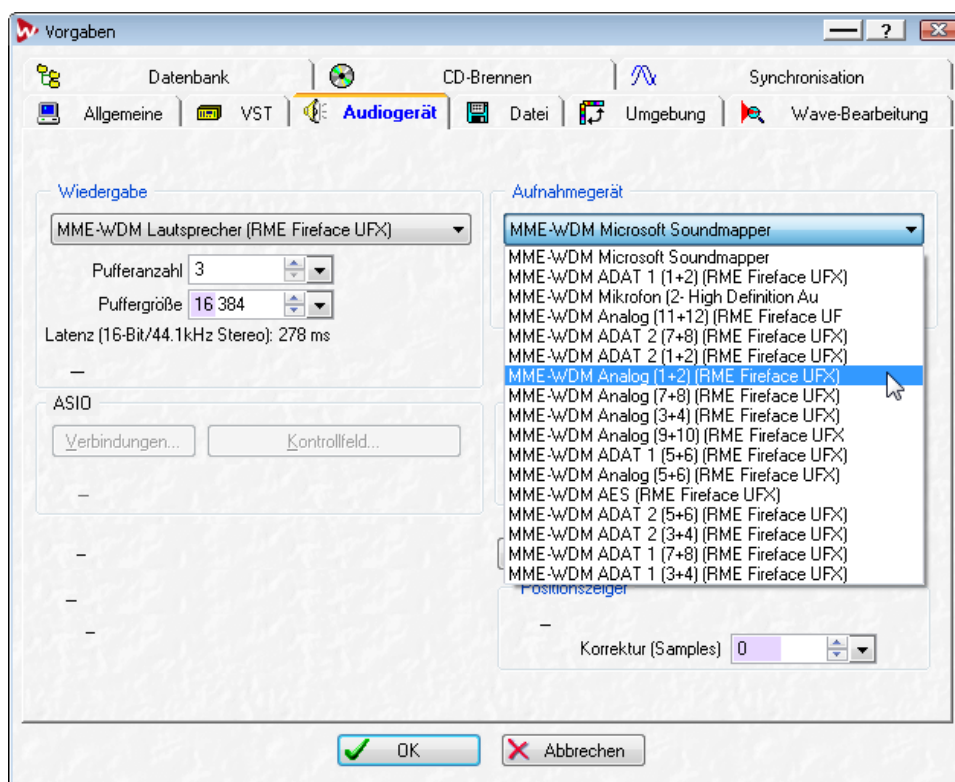 Vorgaben
?
Datenbank
CD-Brennen
Synchronisation
Allgemeine
VST
Audiogerät
Datei
Umgebung
Wave-Bearbeitung
Wiedergabe
MME-WDM Lautsprecher (RME Fireface UFX)
Pufferanzahl 3
Puffergröße 16 384
Latenz (16-Bit/44.1kHz Stereo): 278 ms
–
ASIO
Verbindungen...
Kontrollfeld...
–
–
–
–
Aufnahmegerät
MME-WDM Microsoft Soundmapper
MME-WDM Microsoft Soundmapper
MME-WDM ADAT 1 (1+2) (RME Fireface UFX)
MME-WDM Mikrofon (2- High Definition Au
MME-WDM Analog (11+12) (RME Fireface UF
MME-WDM ADAT 2 (7+8) (RME Fireface UFX)
MME-WDM ADAT 2 (1+2) (RME Fireface UFX)
MME-WDM Analog (1+2) (RME Fireface UFX)
MME-WDM Analog (7+8) (RME Fireface UFX)
MME-WDM Analog (3+4) (RME Fireface UFX)
MME-WDM Analog (9+10) (RME Fireface UFX
MME-WDM ADAT 1 (5+6) (RME Fireface UFX)
MME-WDM Analog (5+6) (RME Fireface UFX)
MME-WDM AES (RME Fireface UFX)
MME-WDM ADAT 2 (5+6) (RME Fireface UFX)
MME-WDM ADAT 2 (3+4) (RME Fireface UFX)
MME-WDM ADAT 1 (7+8) (RME Fireface UFX)
MME-WDM ADAT 1 (3+4) (RME Fireface UFX)
Positionszeiger
–
Korrektur (Samples) 0
OK
Abbrechen